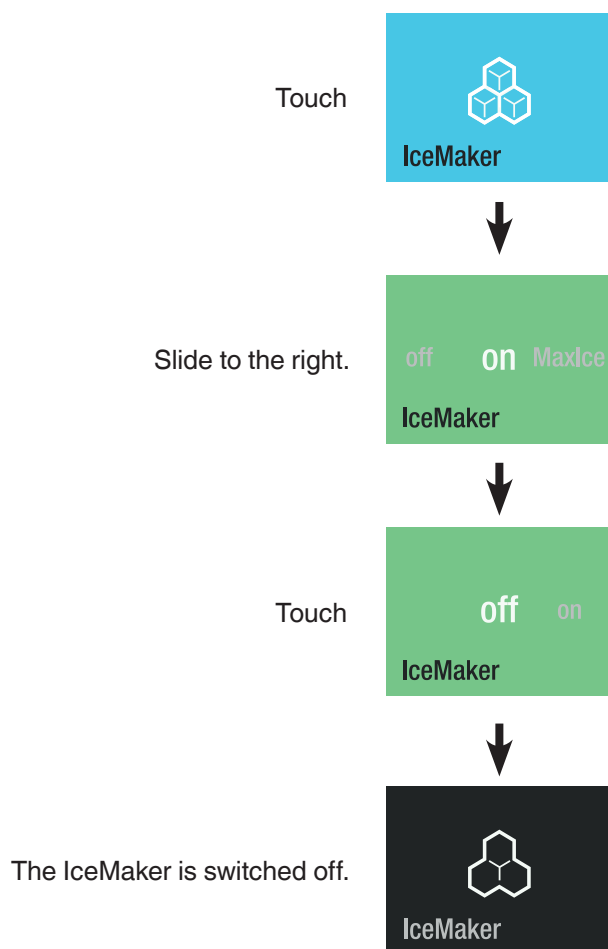 Touch
IceMaker
Slide to the right.
off on MaxIce
IceMaker
Touch
off on
IceMaker
The IceMaker is switched off.
IceMaker